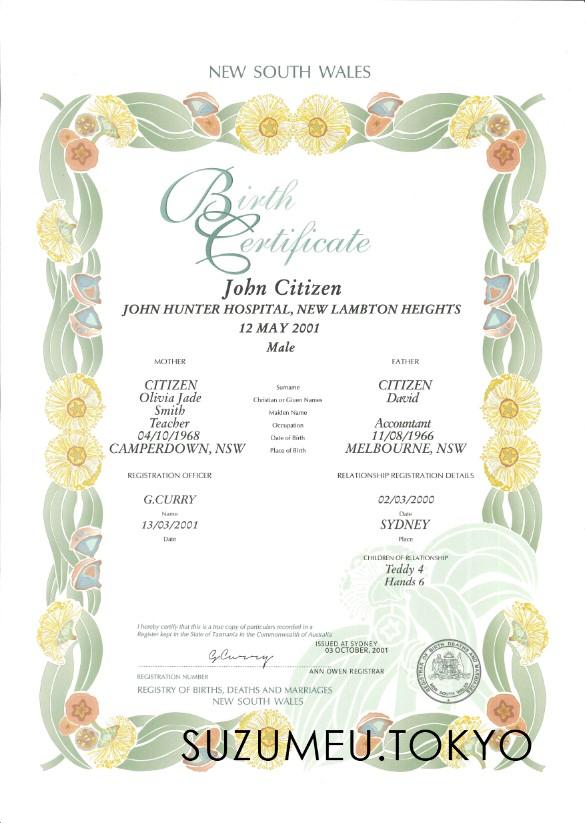 NEW SOUTH WALES
Birth
Certificate
John Citizen
JOHN HUNTER HOSPITAL, NEW LAMBTON HEIGHTS
12 MAY 2001
Male
MOTHER FATHER
CITIZEN Surname CITIZEN
Olivia Jade Christian or Given Names David
Smith Maiden Name
Teacher Occupation Accountant
04/10/1968 Date of Birth 11/08/1966
CAMPERDOWN, NSW Place of Birth MELBOURNE, NSW
REGISTRATION OFFICER RELATIONSHIP REGISTRATION DETAILS
G.CURRY 02/03/2000
Name Date
13/03/2001 SYDNEY
Date Place
CHILDREN OF RELATIONSHIP
Teddy 4
Hands 6
I hereby certify that this is a true copy of particulars recorded in a
Register kept in the State of Tasmania in the Commonwealth of Australia
ISSUED AT SYDNEY
03 OCTOBER, 2001
GCurry
ANN OWEN REGISTRAR
REGISTRATION NUMBER
REGISTRY OF BIRTHS, DEATHS AND MARRIAGES
NEW SOUTH WALES
REGISTRAR OF BIRTH DEATHS AND MARRIAGES
NEW SOUTH WALES
SUZUMEU.TOKYO